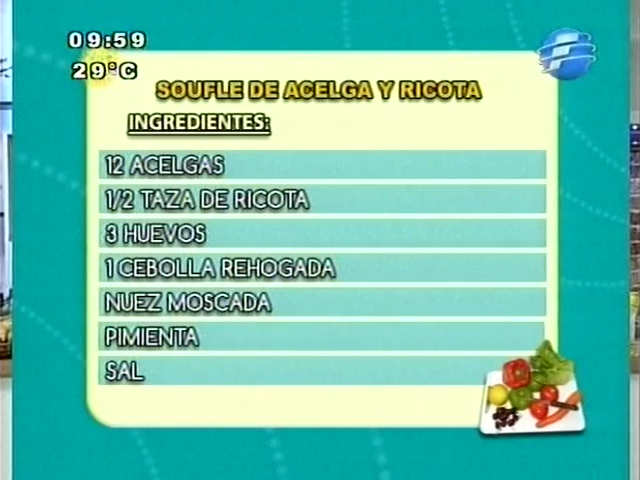 09:59
29°C
SOUFLE DE ACELGA Y RICOTA
INGREDIENTES:
12 ACELGAS
1/2 TAZA DE RICOTA
3 HUEVOS
1 CEBOLLA REHOGADA
NUEZ MOSCADA
PIMIENTA
SAL